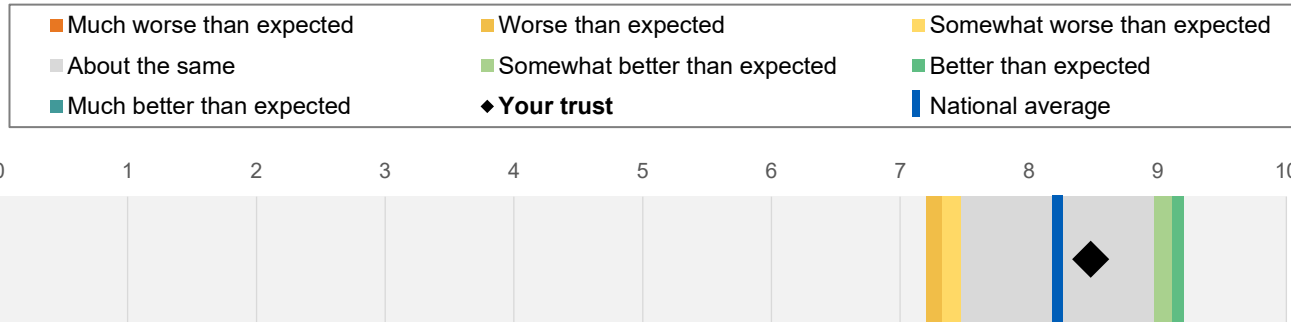 Much worse than expected Worse than expected Somewhat worse than expected
About the same Somewhat better than expected Better than expected
Much better than expected Your trust National average
0 1 2 3 4 5 6 7 8 9 10